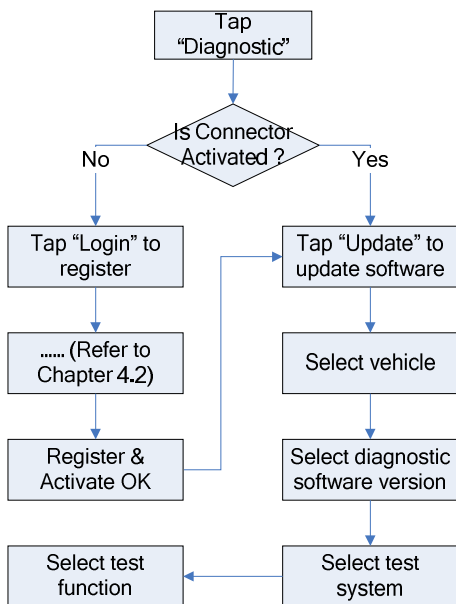 Tap
“Diagnostic”
Is Connector
Activated ?
No
Yes
Tap “Login” to
register
Tap “Update” to
update software
...... (Refer to
Chapter 4.2)
Select vehicle
Register &
Activate OK
Select diagnostic
software version
Select test
function
Select test
system